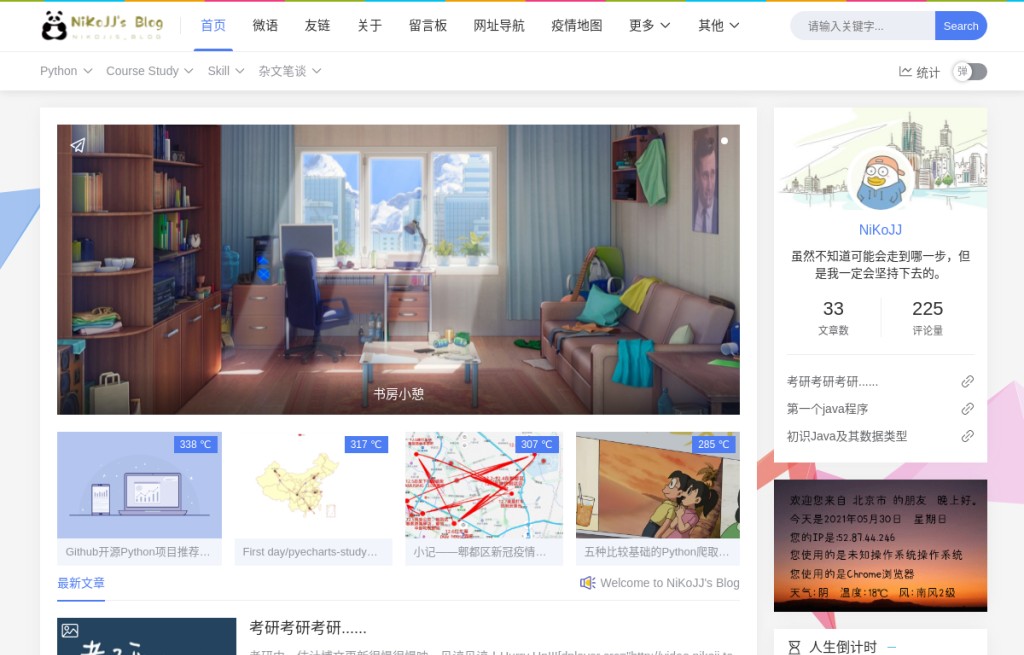 NiKoJJ's Blog
NIKOJJS_BLOG
首页
微语
友链
关于
留言板
网址导航
疫情地图
更多
其他
请输入关键字...
Search
Python
Course Study
Skill
杂文笔谈
统计
弹
书房小憩
338 ℃
317 ℃
307 ℃
285 ℃
Github开源Python项目推荐...
First day/pyecharts-study...
小记——郫都区新冠疫情...
五种比较基础的Python爬取...
最新文章
Welcome to NiKoJJ's Blog
考研考研考研......
NiKoJJ
虽然不知道可能会走到哪一步，但
是我一定会坚持下去的。
33
225
文章数
评论量
考研考研考研......
第一个java程序
初识Java及其数据类型
欢迎您来自 北京市 的朋友 晚上好。
今天是2021年05月30日 星期日
您的IP是:52.87.44.246
您使用的是未知操作系统操作系统
您使用的是Chrome浏览器
天气:阴 温度:18℃ 风:南风2级
人生倒计时